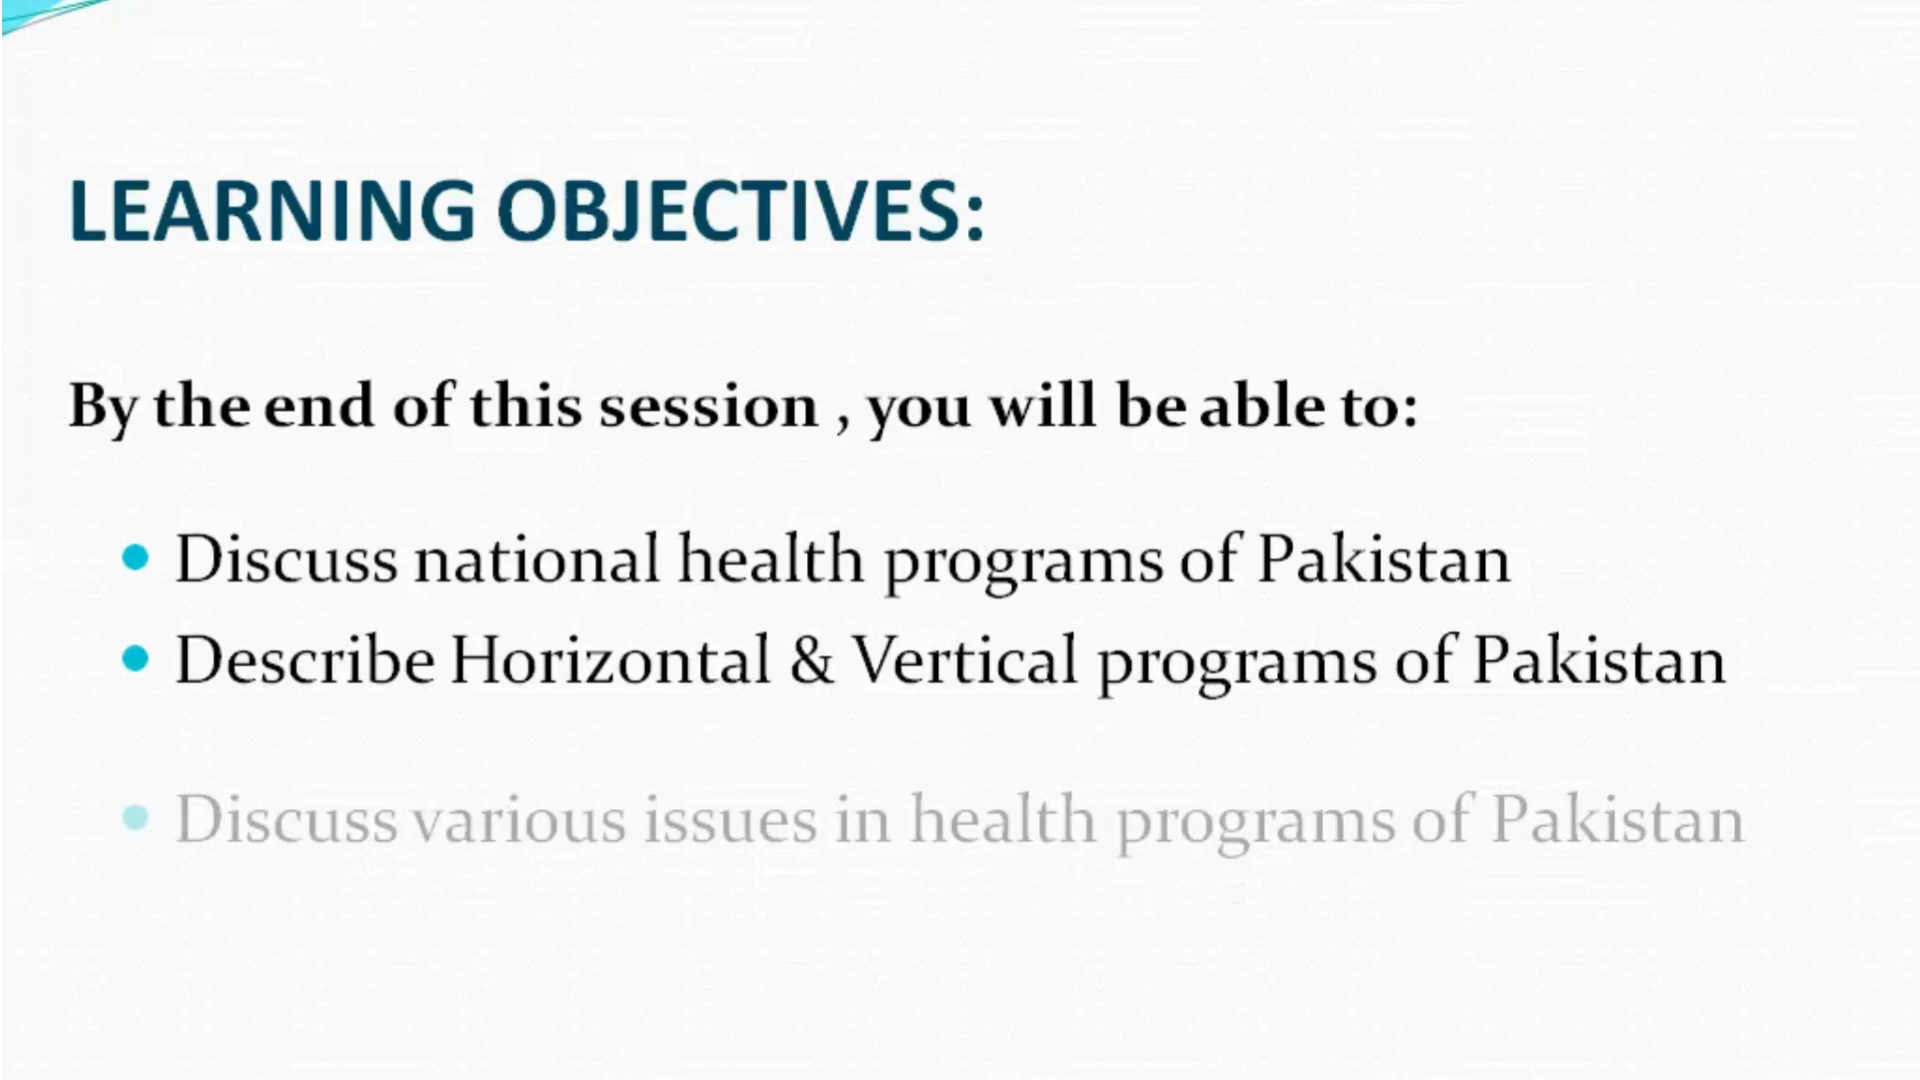 LEARNING OBJECTIVES:
By the end of this session , you will be able to:
• Discuss national health programs of Pakistan
• Describe Horizontal & Vertical programs of Pakistan
• Discuss various issues in health programs of Pakistan